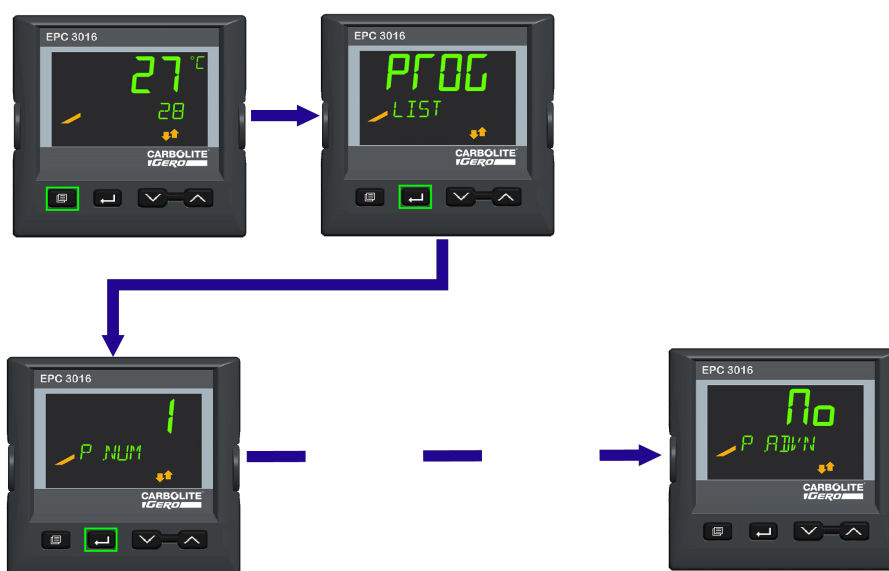 EPC 3016
27 °C
28
CARBOLITE
GERO
EPC 3016
PrOG
LIST
CARBOLITE
GERO
EPC 3016
1
P.NUM
CARBOLITE
GERO
EPC 3016
No
P ADVN
CARBOLITE
GERO